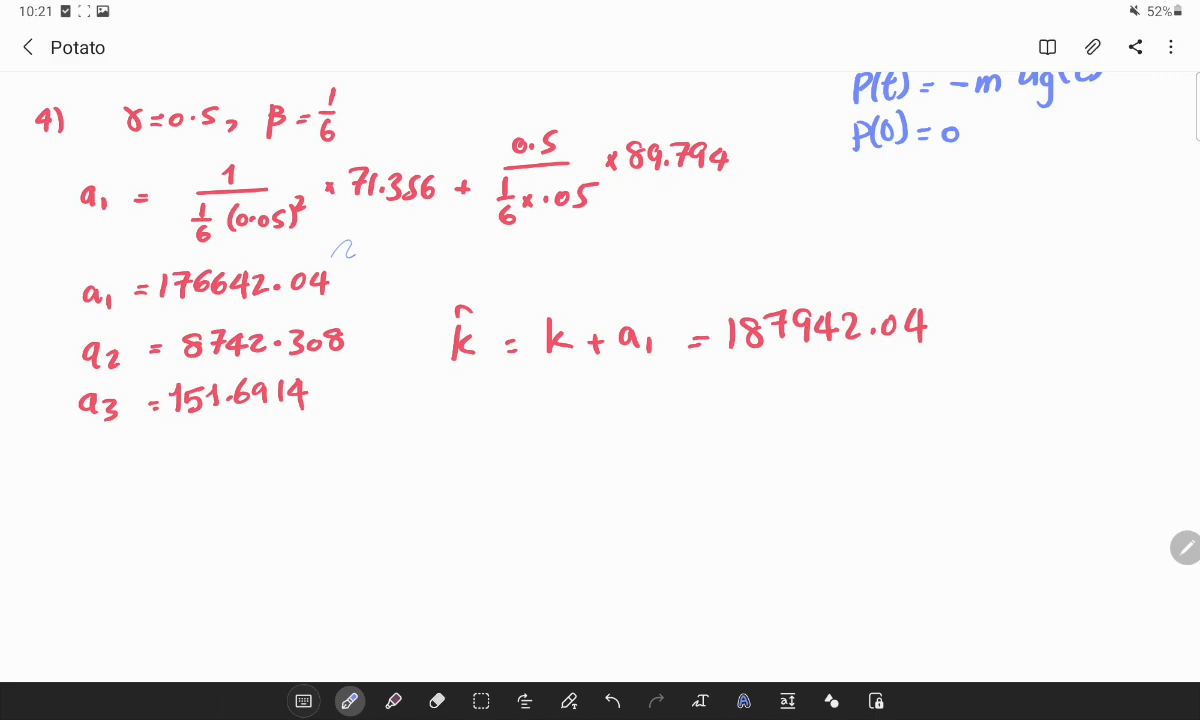 10:21 52%
Potato
P(t) = -m üg(t)
P(0) = 0
4) γ=0.5, β = 1/6
a₁ = 1/(1/6 (0.05)²) × 71.356 + 0.5/(1/6 × .05) × 89.794
a₁ = 176642.04
a₂ = 8742.308
a₃ = 151.6914
k̂ = k + a₁ = 187942.04